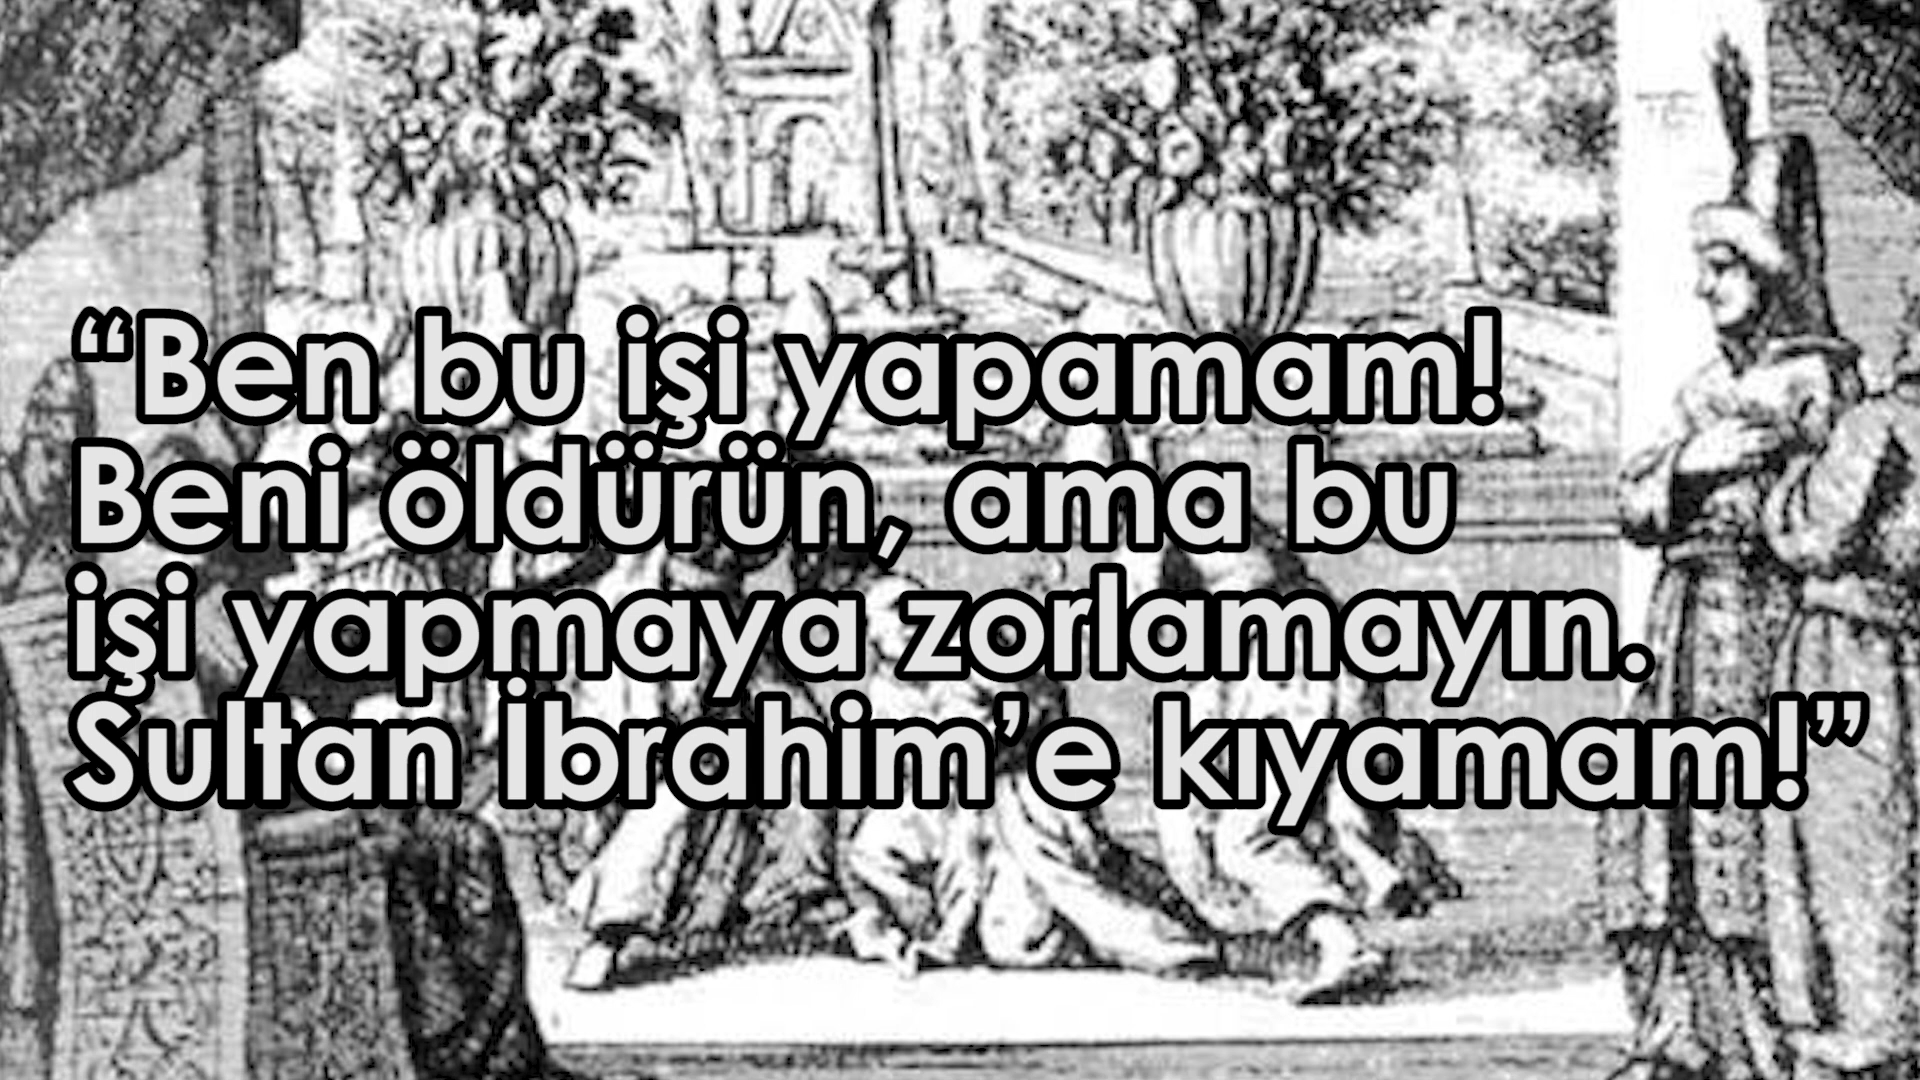 “Ben bu işi yapamam!
Beni öldürün, ama bu
işi yapmaya zorlamayın.
Sultan İbrahim’e kıyamam!”